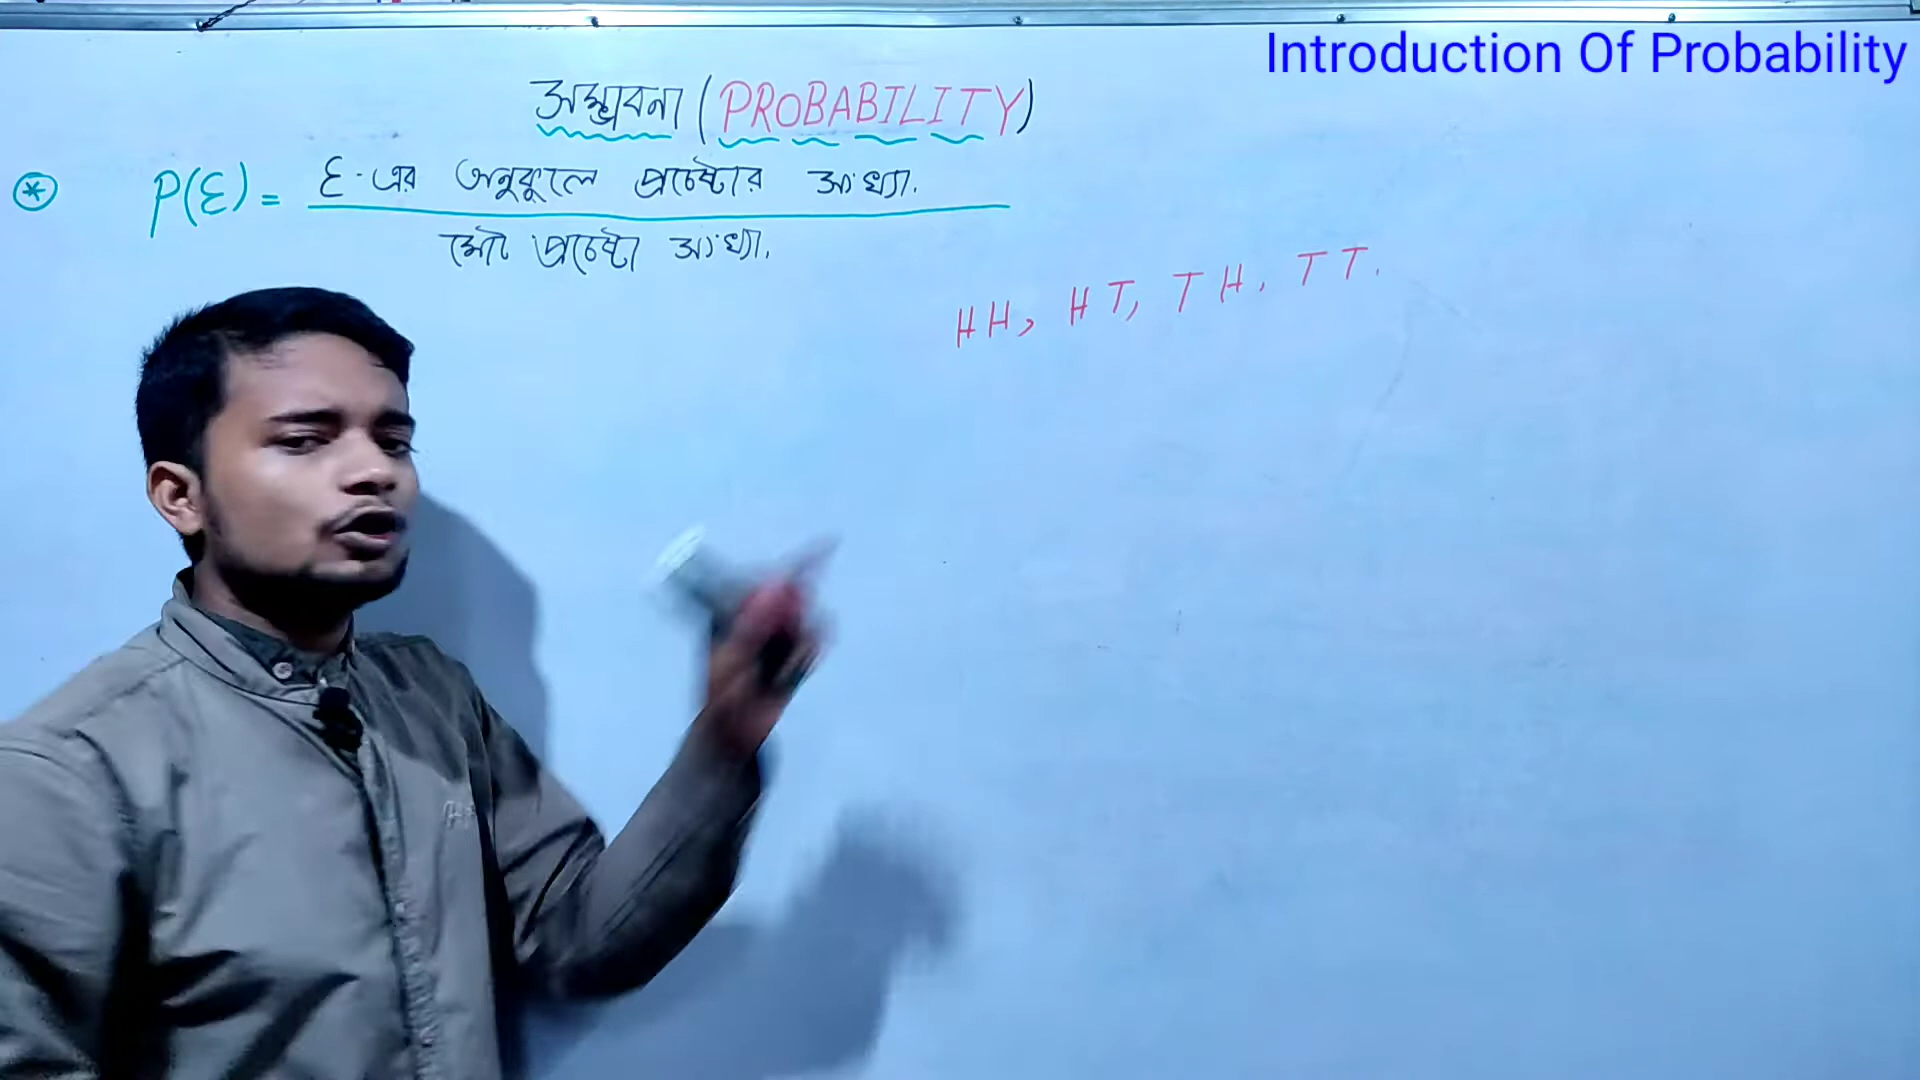 Introduction Of Probability
সম্ভাবনা (PROBABILITY)
* P(E) = E-এর অনুকূলে প্রচেষ্টার সংখ্যা.
মোট প্রচেষ্টা সংখ্যা.
HH, HT, TH, TT.